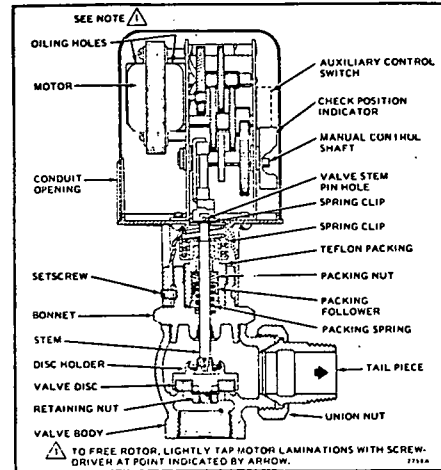 SEE NOTE 1
OILING HOLES
MOTOR
CONDUIT
OPENING
SETSCREW
BONNET
STEM
DISC HOLDER
VALVE DISC
RETAINING NUT
VALVE BODY
AUXILIARY CONTROL
SWITCH
CHECK POSITION
INDICATOR
MANUAL CONTROL
SHAFT
VALVE STEM
PIN HOLE
SPRING CLIP
SPRING CLIP
TEFLON PACKING
PACKING NUT
PACKING
FOLLOWER
PACKING SPRING
TAIL PIECE
UNION NUT
1 TO FREE ROTOR, LIGHTLY TAP MOTOR LAMINATIONS WITH SCREW-
DRIVER AT POINT INDICATED BY ARROW.